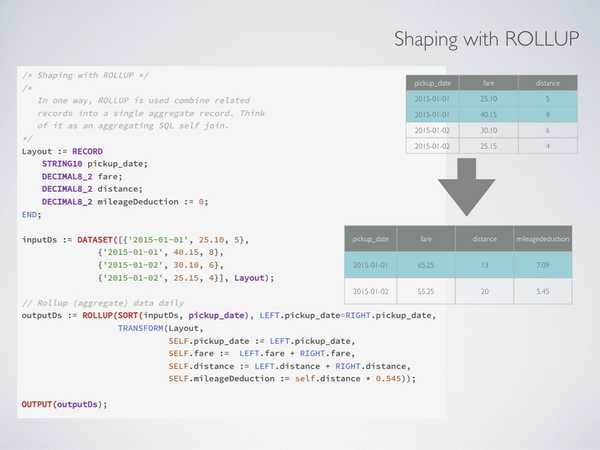 Shaping with ROLLUP
/* Shaping with ROLLUP */
/*
In one way, ROLLUP is used combine related
records into a single aggregate record. Think
of it as an aggregating SQL self join.
*/
Layout := RECORD
STRING10 pickup_date;
DECIMAL8_2 fare;
DECIMAL8_2 distance;
DECIMAL8_2 mileageDeduction := 0;
END;
inputDs := DATASET([{'2015-01-01', 25.10, 5},
{'2015-01-01', 40.15, 8},
{'2015-01-02', 30.10, 6},
{'2015-01-02', 25.15, 4}], Layout);
// Rollup (aggregate) data daily
outputDs := ROLLUP(SORT(inputDs, pickup_date), LEFT.pickup_date=RIGHT.pickup_date,
TRANSFORM(Layout,
SELF.pickup_date := LEFT.pickup_date,
SELF.fare := LEFT.fare + RIGHT.fare,
SELF.distance := LEFT.distance + RIGHT.distance,
SELF.mileageDeduction := self.distance * 0.545));
OUTPUT(outputDs);
pickup_date fare distance
2015-01-01 25.10 5
2015-01-01 40.15 8
2015-01-02 30.10 6
2015-01-02 25.15 4
pickup_date fare distance mileagededuction
2015-01-01 65.25 13 7.09
2015-01-02 55.25 20 5.45